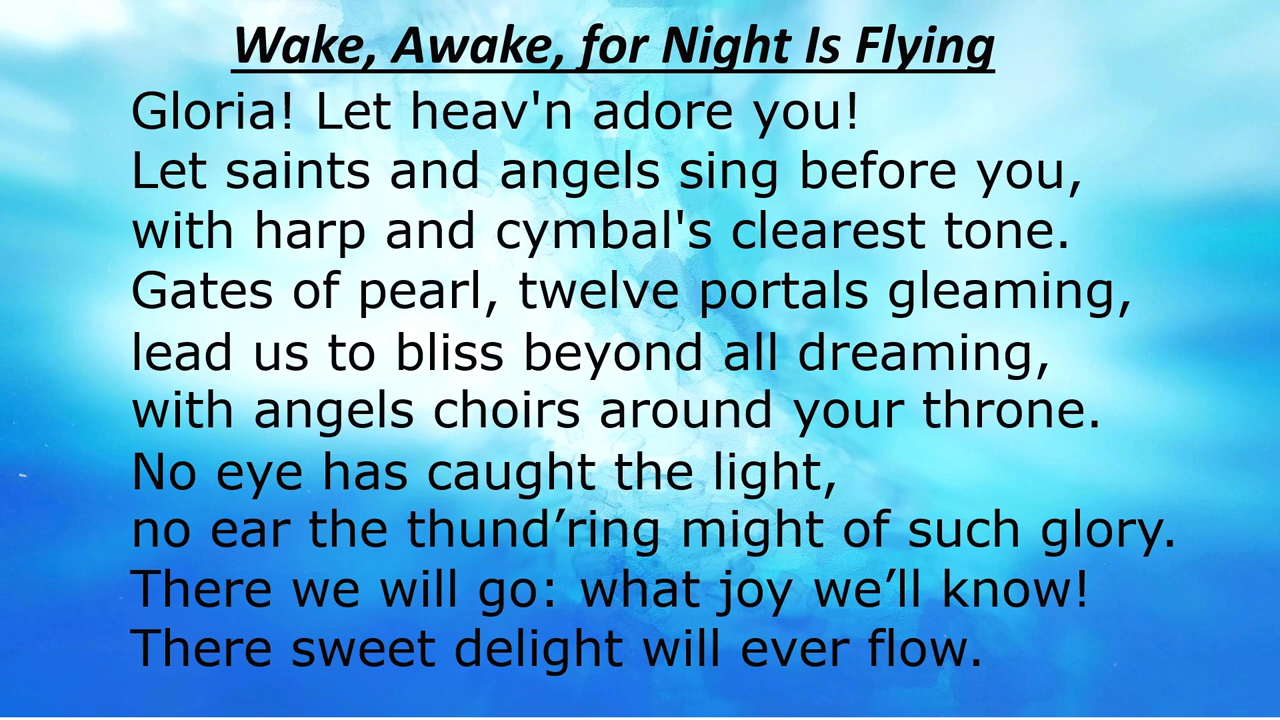 Wake, Awake, for Night Is Flying
Gloria! Let heav'n adore you!
Let saints and angels sing before you,
with harp and cymbal's clearest tone.
Gates of pearl, twelve portals gleaming,
lead us to bliss beyond all dreaming,
with angels choirs around your throne.
No eye has caught the light,
no ear the thund’ring might of such glory.
There we will go: what joy we’ll know!
There sweet delight will ever flow.